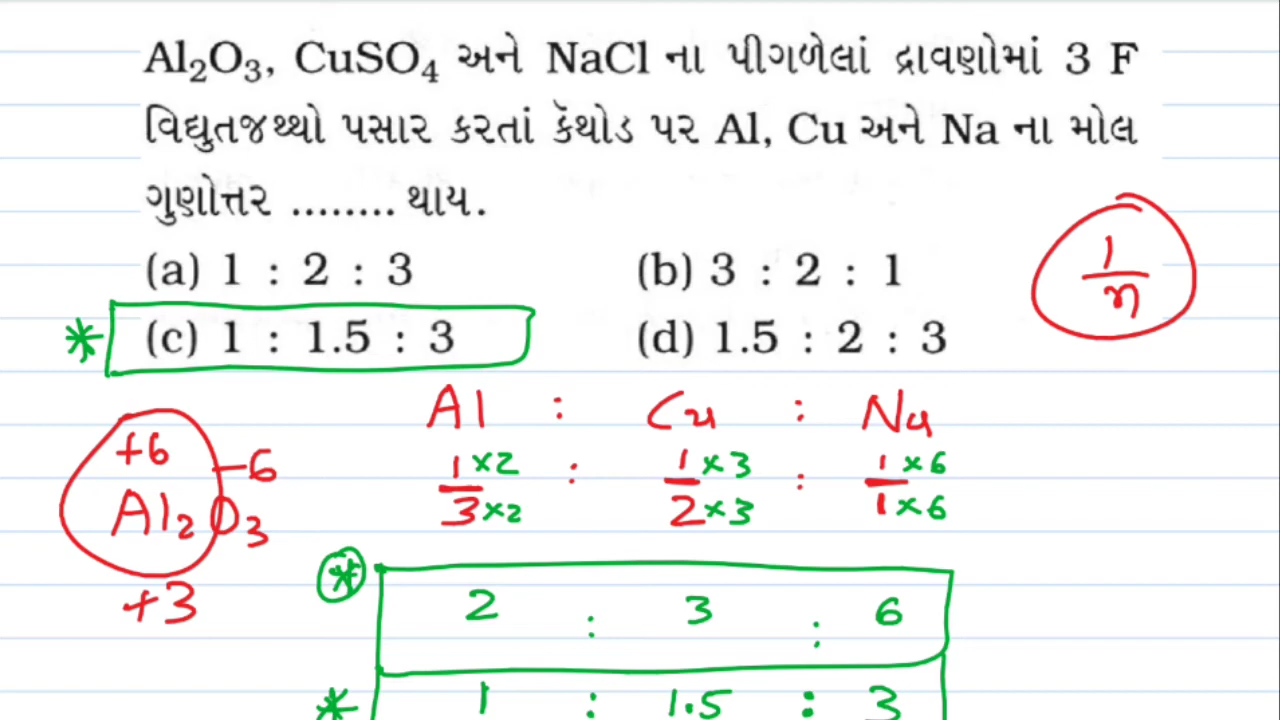 Al₂O₃, CuSO₄ અને NaCl ના પીગળેલાં દ્રાવણોમાં 3 F
વિદ્યુતજથ્થો પસાર કરતાં કૅથોડ પર Al, Cu અને Na ના મોલ
ગુણોત્તર ........ થાય.
(a) 1 : 2 : 3 (b) 3 : 2 : 1
* (c) 1 : 1.5 : 3 (d) 1.5 : 2 : 3
1/n
Al : Cu : Na
+6 -6
Al₂O₃
+3
1×2/3×2 : 1×3/2×3 : 1×6/1×6
* 2 : 3 : 6
* 1 : 1.5 : 3